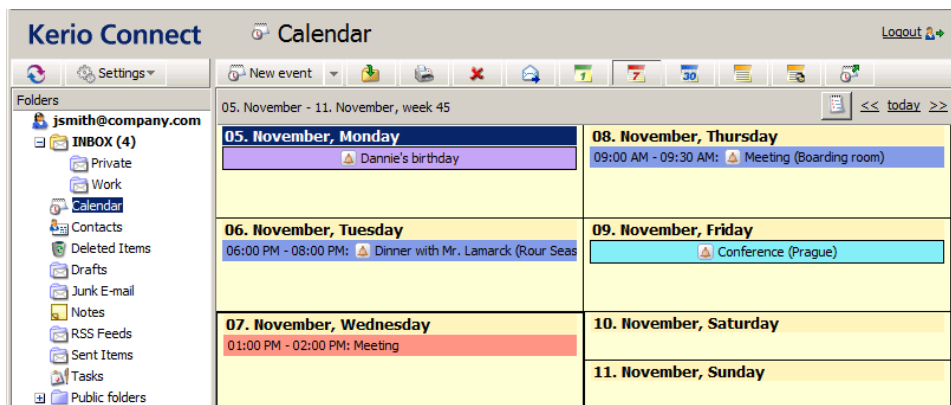 Kerio Connect
Calendar
Logout
Settings
New event
1
7
30
Folders
05. November - 11. November, week 45
<< today >>
jsmith@company.com
INBOX (4)
Private
Work
Calendar
Contacts
Deleted Items
Drafts
Junk E-mail
Notes
RSS Feeds
Sent Items
Tasks
Public folders
05. November, Monday
Dannie's birthday
06. November, Tuesday
06:00 PM - 08:00 PM: Dinner with Mr. Lamarck (Rour Seas
07. November, Wednesday
01:00 PM - 02:00 PM: Meeting
08. November, Thursday
09:00 AM - 09:30 AM: Meeting (Boarding room)
09. November, Friday
Conference (Prague)
10. November, Saturday
11. November, Sunday